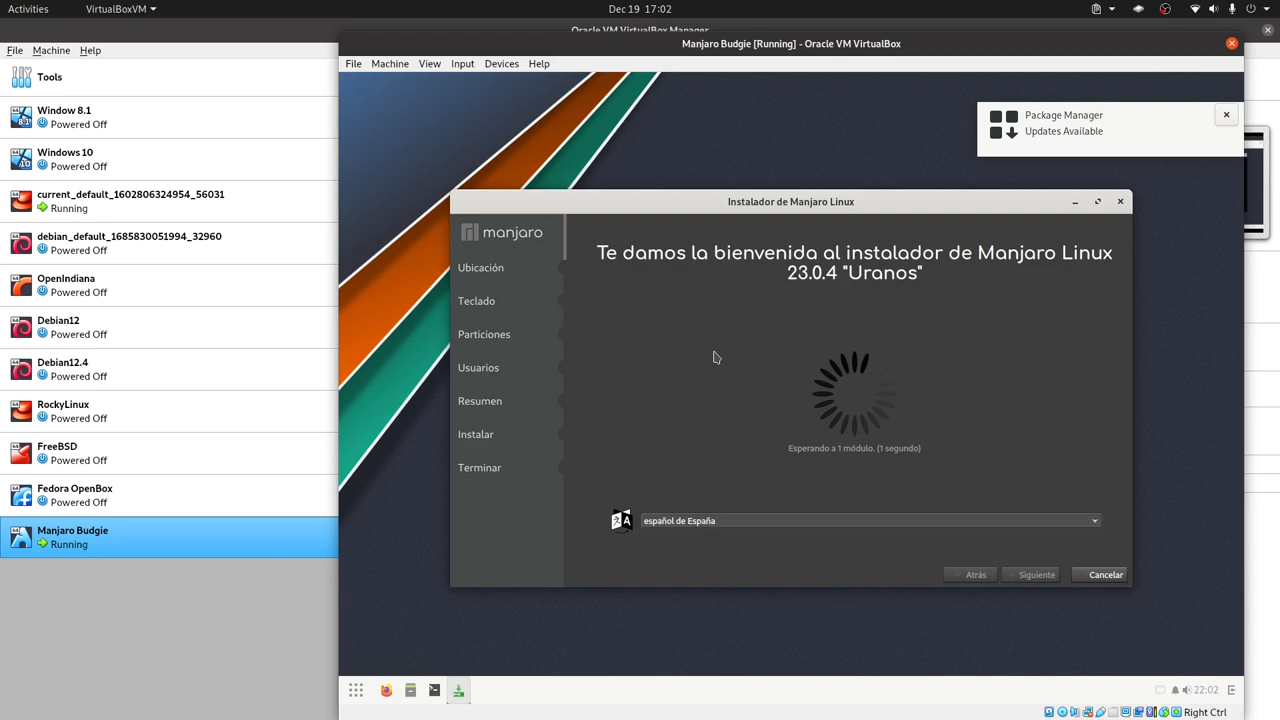 Activities
VirtualBoxVM
Dec 19 17:02
Oracle VM VirtualBox Manager
File Machine Help
Tools
Window 8.1
Powered Off
Windows 10
Powered Off
current_default_1602806324954_56031
Running
debian_default_1685830051994_32960
Powered Off
OpenIndiana
Powered Off
Debian12
Powered Off
Debian12.4
Powered Off
RockyLinux
Powered Off
FreeBSD
Powered Off
Fedora OpenBox
Powered Off
Manjaro Budgie
Running
Manjaro Budgie [Running] - Oracle VM VirtualBox
File Machine View Input Devices Help
Package Manager
Updates Available
Instalador de Manjaro Linux
manjaro
Ubicación
Teclado
Particiones
Usuarios
Resumen
Instalar
Terminar
Te damos la bienvenida al instalador de Manjaro Linux
23.0.4 "Uranos"
Esperando a 1 módulo. (1 segundo)
A
español de España
Atrás
Siguiente
Cancelar
22:02
Right Ctrl